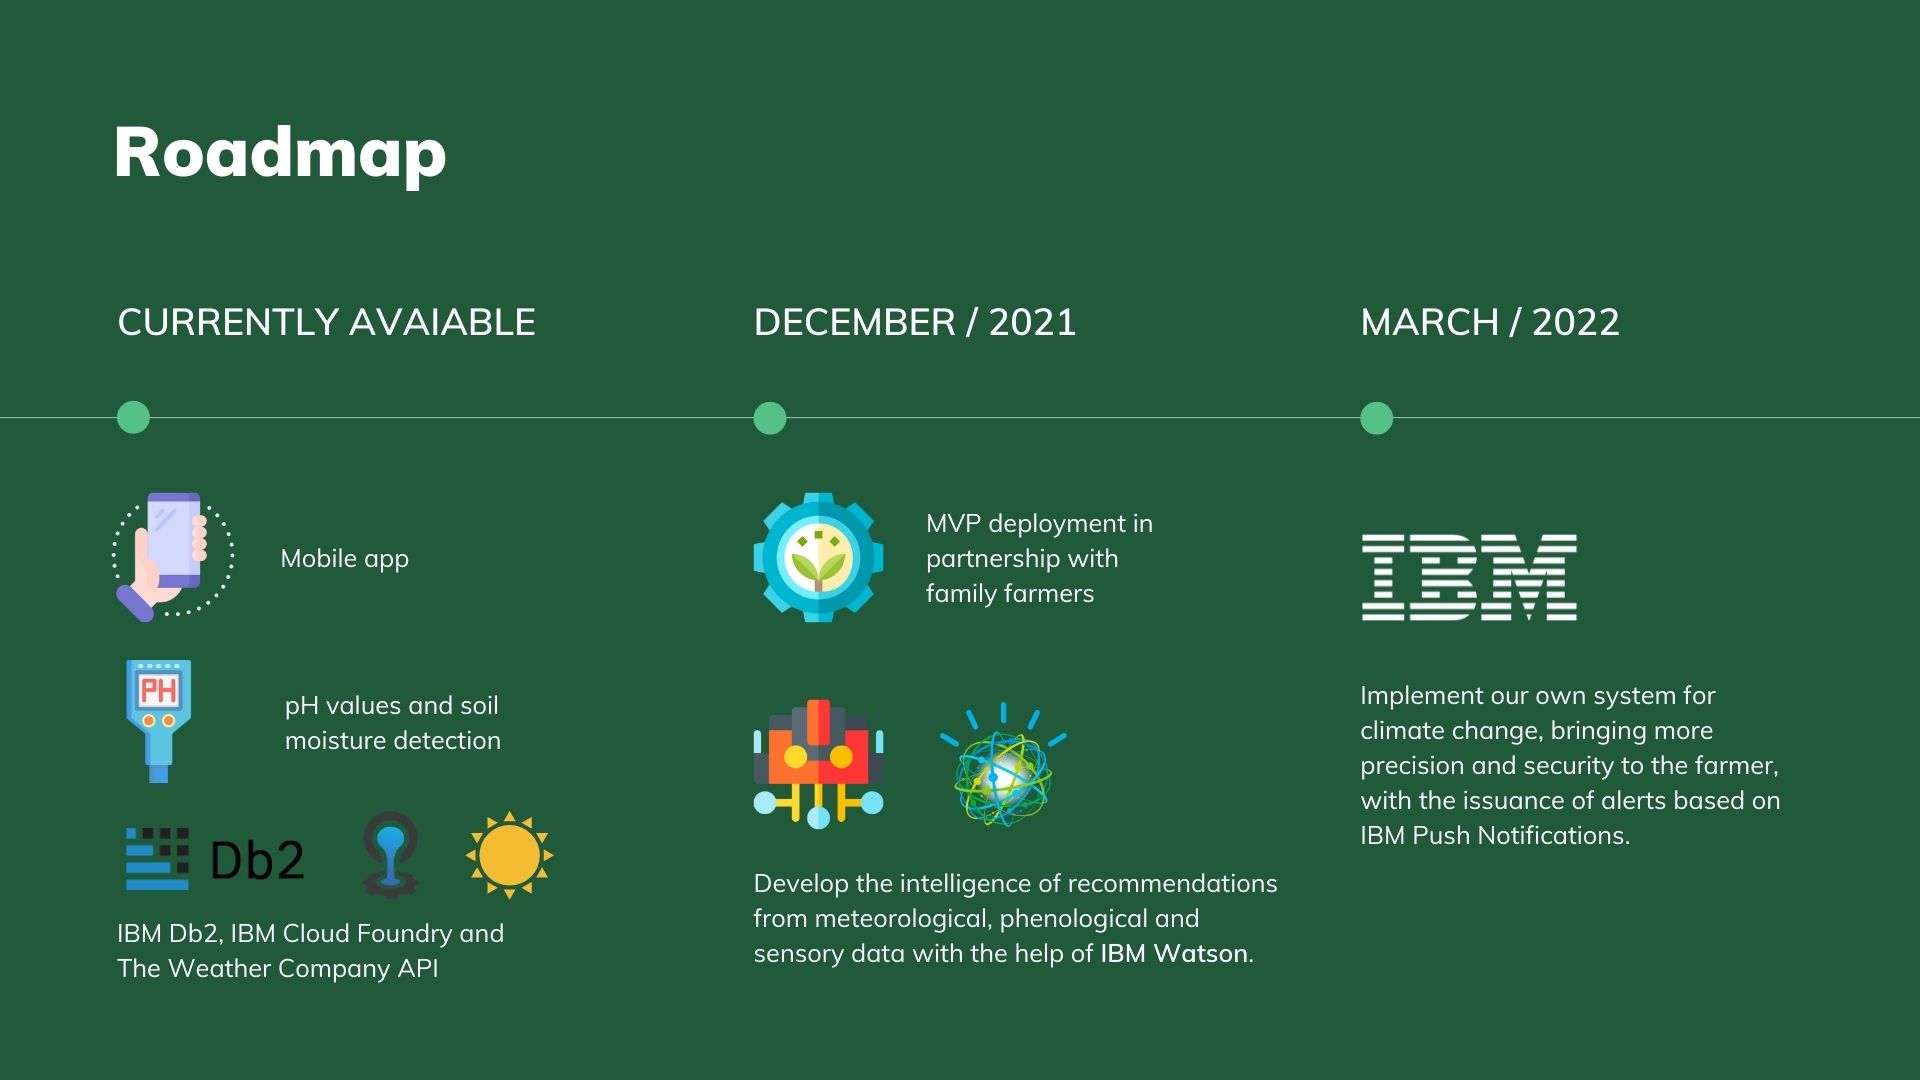 Roadmap
CURRENTLY AVAIABLE
Mobile app
PH
pH values and soil
moisture detection
Db2
IBM Db2, IBM Cloud Foundry and
The Weather Company API
DECEMBER / 2021
MVP deployment in
partnership with
family farmers
Develop the intelligence of recommendations
from meteorological, phenological and
sensory data with the help of IBM Watson.
MARCH / 2022
IBM
Implement our own system for
climate change, bringing more
precision and security to the farmer,
with the issuance of alerts based on
IBM Push Notifications.